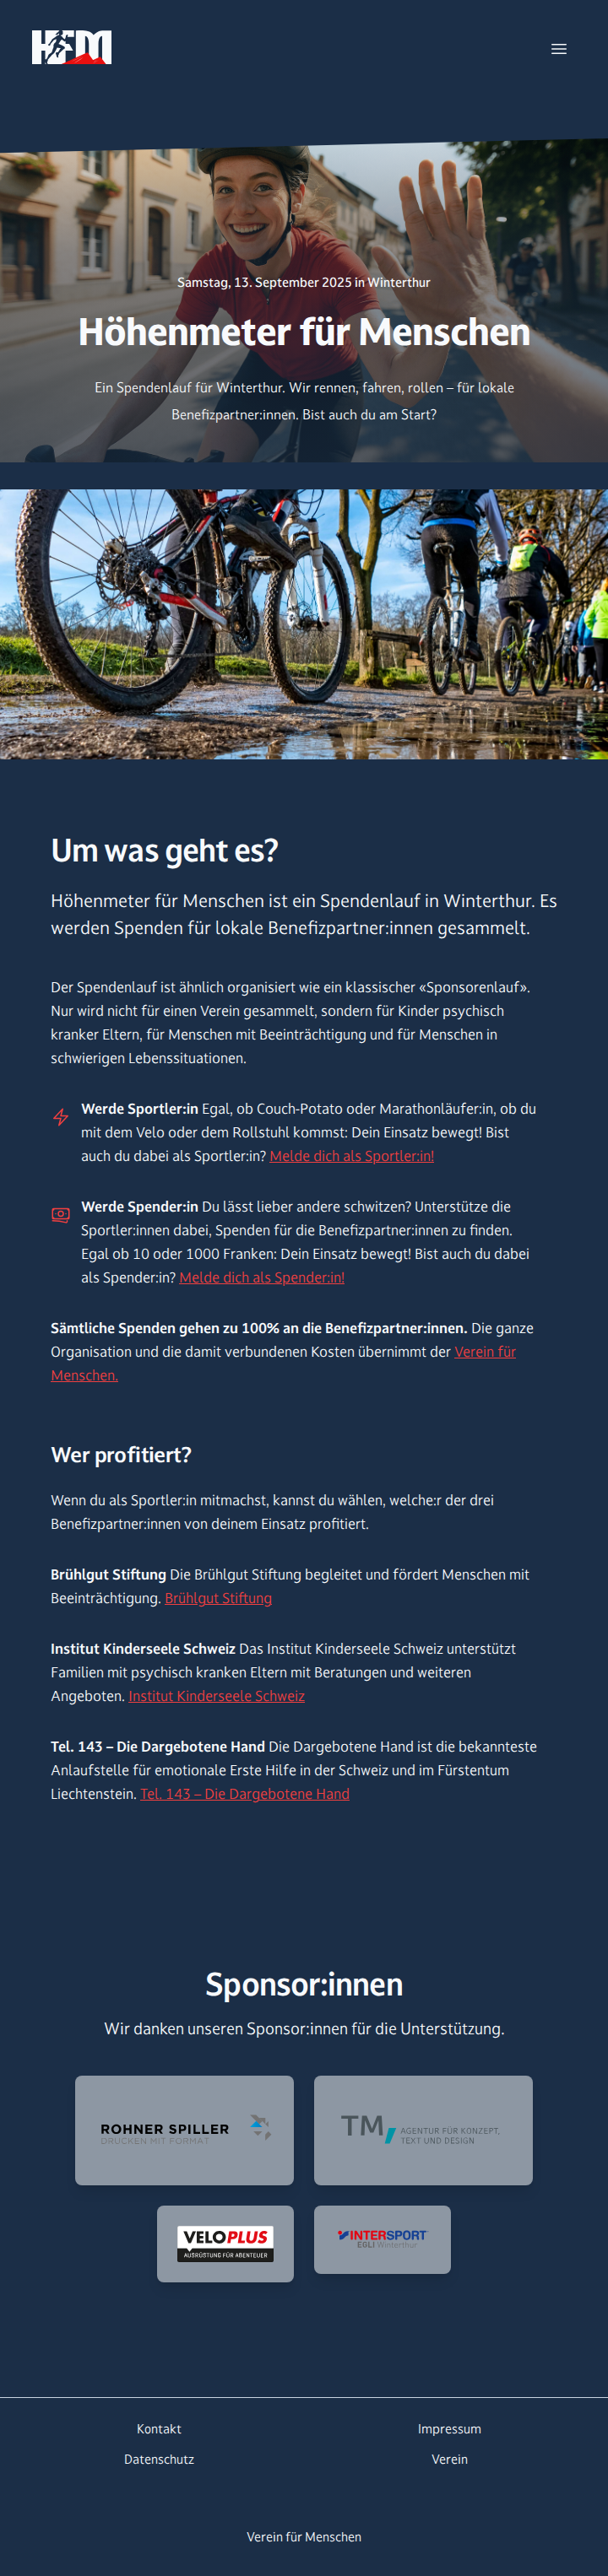 HFM
Samstag, 13. September 2025 in Winterthur
Höhenmeter für Menschen
Ein Spendenlauf für Winterthur. Wir rennen, fahren, rollen – für lokale
Benefizpartner:innen. Bist auch du am Start?
Um was geht es?
Höhenmeter für Menschen ist ein Spendenlauf in Winterthur. Es
werden Spenden für lokale Benefizpartner:innen gesammelt.
Der Spendenlauf ist ähnlich organisiert wie ein klassischer «Sponsorenlauf».
Nur wird nicht für einen Verein gesammelt, sondern für Kinder psychisch
kranker Eltern, für Menschen mit Beeinträchtigung und für Menschen in
schwierigen Lebenssituationen.
Werde Sportler:in Egal, ob Couch-Potato oder Marathonläufer:in, ob du
mit dem Velo oder dem Rollstuhl kommst: Dein Einsatz bewegt! Bist
auch du dabei als Sportler:in? Melde dich als Sportler:in!
Werde Spender:in Du lässt lieber andere schwitzen? Unterstütze die
Sportler:innen dabei, Spenden für die Benefizpartner:innen zu finden.
Egal ob 10 oder 1000 Franken: Dein Einsatz bewegt! Bist auch du dabei
als Spender:in? Melde dich als Spender:in!
Sämtliche Spenden gehen zu 100% an die Benefizpartner:innen. Die ganze
Organisation und die damit verbundenen Kosten übernimmt der Verein für
Menschen.
Wer profitiert?
Wenn du als Sportler:in mitmachst, kannst du wählen, welche:r der drei
Benefizpartner:innen von deinem Einsatz profitiert.
Brühlgut Stiftung Die Brühlgut Stiftung begleitet und fördert Menschen mit
Beeinträchtigung. Brühlgut Stiftung
Institut Kinderseele Schweiz Das Institut Kinderseele Schweiz unterstützt
Familien mit psychisch kranken Eltern mit Beratungen und weiteren
Angeboten. Institut Kinderseele Schweiz
Tel. 143 – Die Dargebotene Hand Die Dargebotene Hand ist die bekannteste
Anlaufstelle für emotionale Erste Hilfe in der Schweiz und im Fürstentum
Liechtenstein. Tel. 143 – Die Dargebotene Hand
Sponsor:innen
Wir danken unseren Sponsor:innen für die Unterstützung.
ROHNER SPILLER
DRUCKEN MIT FORMAT
TM
AGENTUR FÜR KONZEPT,
TEXT UND DESIGN
VELOPLUS
AUSRÜSTUNG FÜR ABENTEUER
INTERSPORT
EGLI Winterthur
Kontakt
Impressum
Datenschutz
Verein
Verein für Menschen